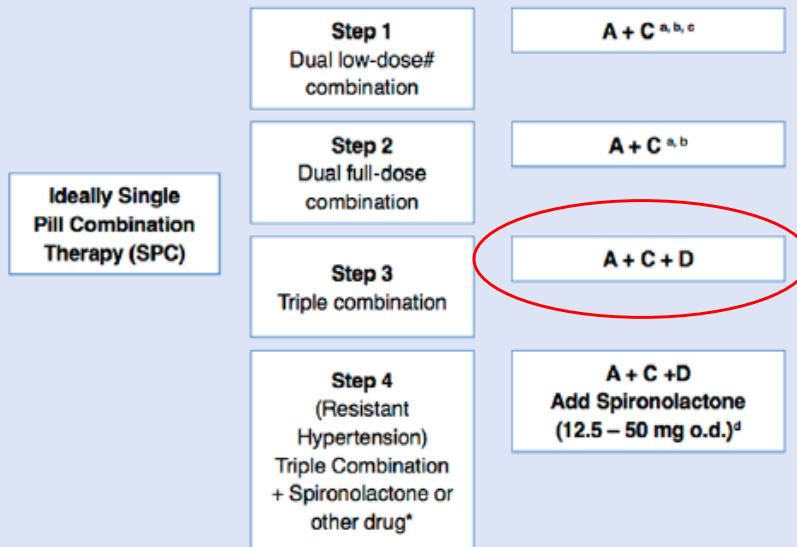 Ideally Single
Pill Combination
Therapy (SPC)
Step 1
Dual low-dose#
combination
A + C a, b, c
Step 2
Dual full-dose
combination
A + C a, b
Step 3
Triple combination
A + C + D
Step 4
(Resistant
Hypertension)
Triple Combination
+ Spironolactone or
other drug*
A + C +D
Add Spironolactone
(12.5 – 50 mg o.d.)d